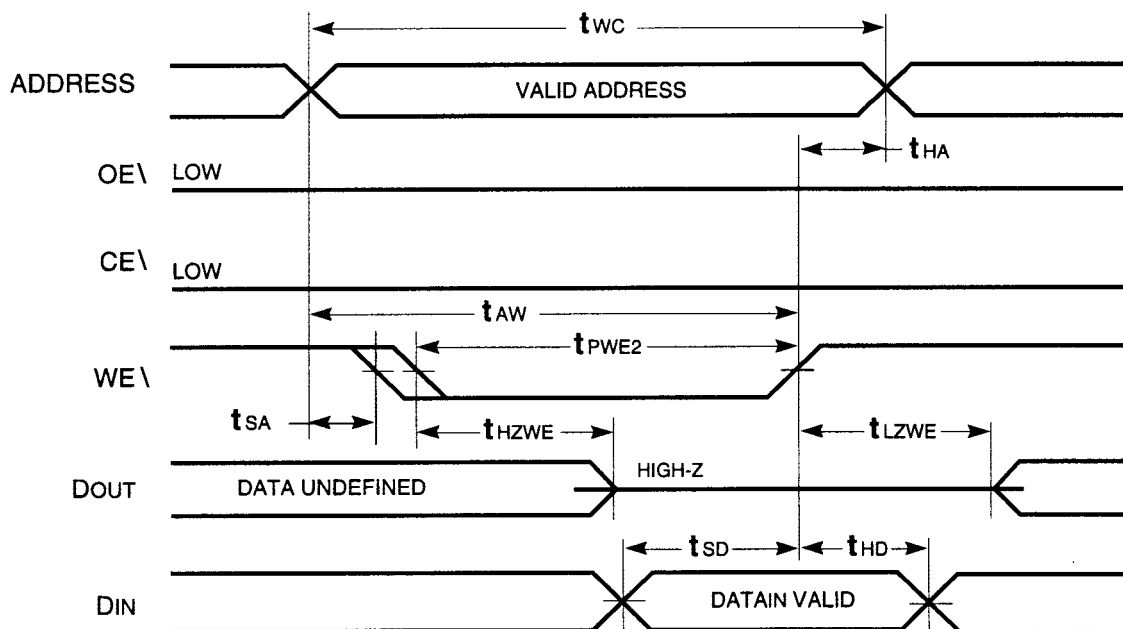 tWC
ADDRESS VALID ADDRESS
tHA
OE\ LOW
CE\ LOW
tAW
tPWE2
WE\
tSA tHZWE tLZWE
HIGH-Z
DOUT DATA UNDEFINED
tSD tHD
DIN DATAIN VALID